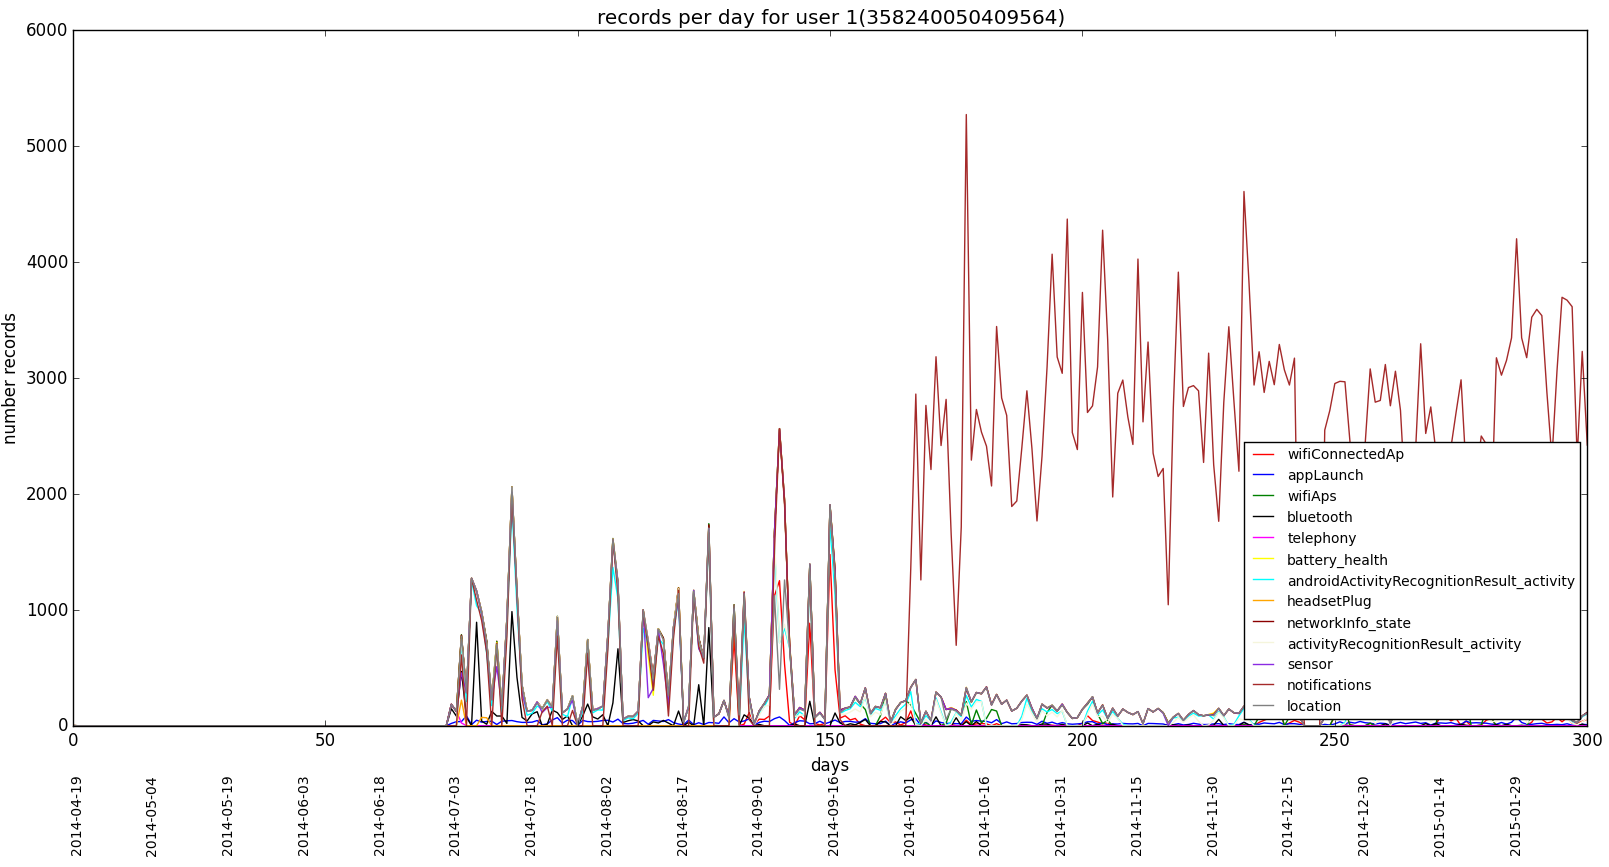 records per day for user 1(358240050409564)
6000
5000
4000
3000
2000
1000
0
number records
wifiConnectedAp
appLaunch
wifiAps
bluetooth
telephony
battery_health
androidActivityRecognitionResult_activity
headsetPlug
networkInfo_state
activityRecognitionResult_activity
sensor
notifications
location
0 50 100 150 200 250 300
days
2014-04-19
2014-05-04
2014-05-19
2014-06-03
2014-06-18
2014-07-03
2014-07-18
2014-08-02
2014-08-17
2014-09-01
2014-09-16
2014-10-01
2014-10-16
2014-10-31
2014-11-15
2014-11-30
2014-12-15
2014-12-30
2015-01-14
2015-01-29